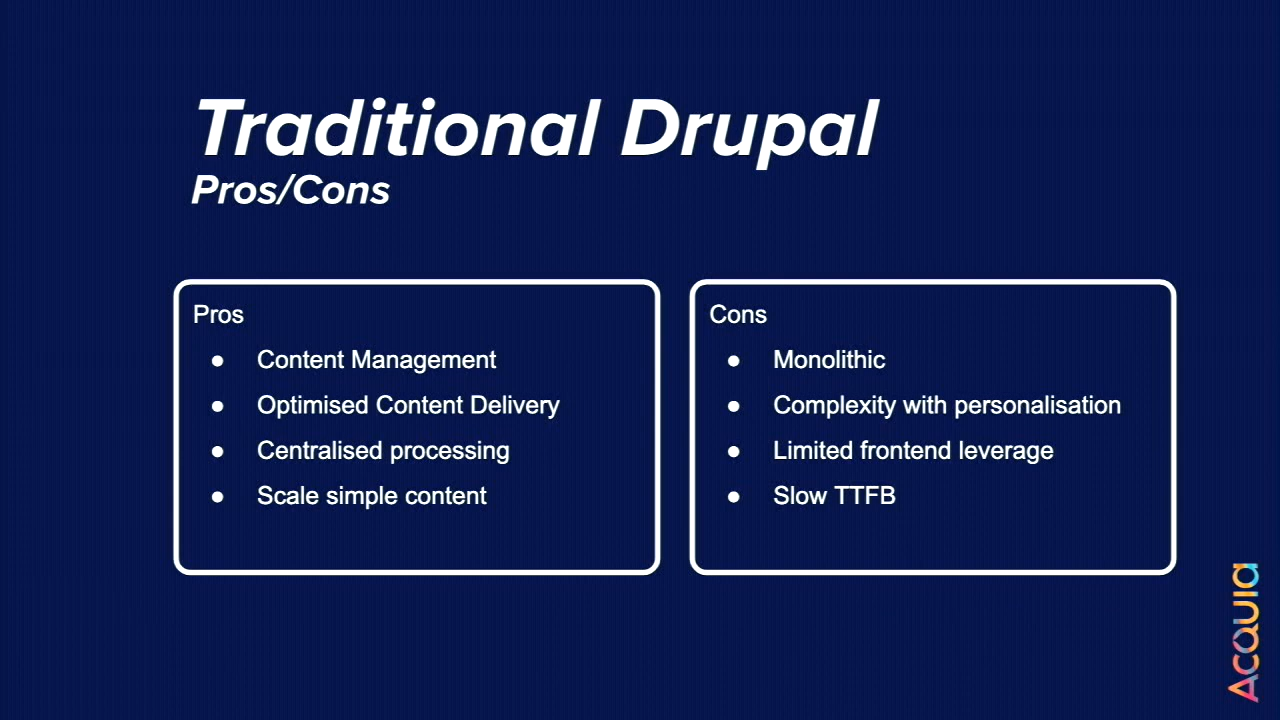 Traditional Drupal
Pros/Cons
Pros
● Content Management
● Optimised Content Delivery
● Centralised processing
● Scale simple content
Cons
● Monolithic
● Complexity with personalisation
● Limited frontend leverage
● Slow TTFB
ACQUIA